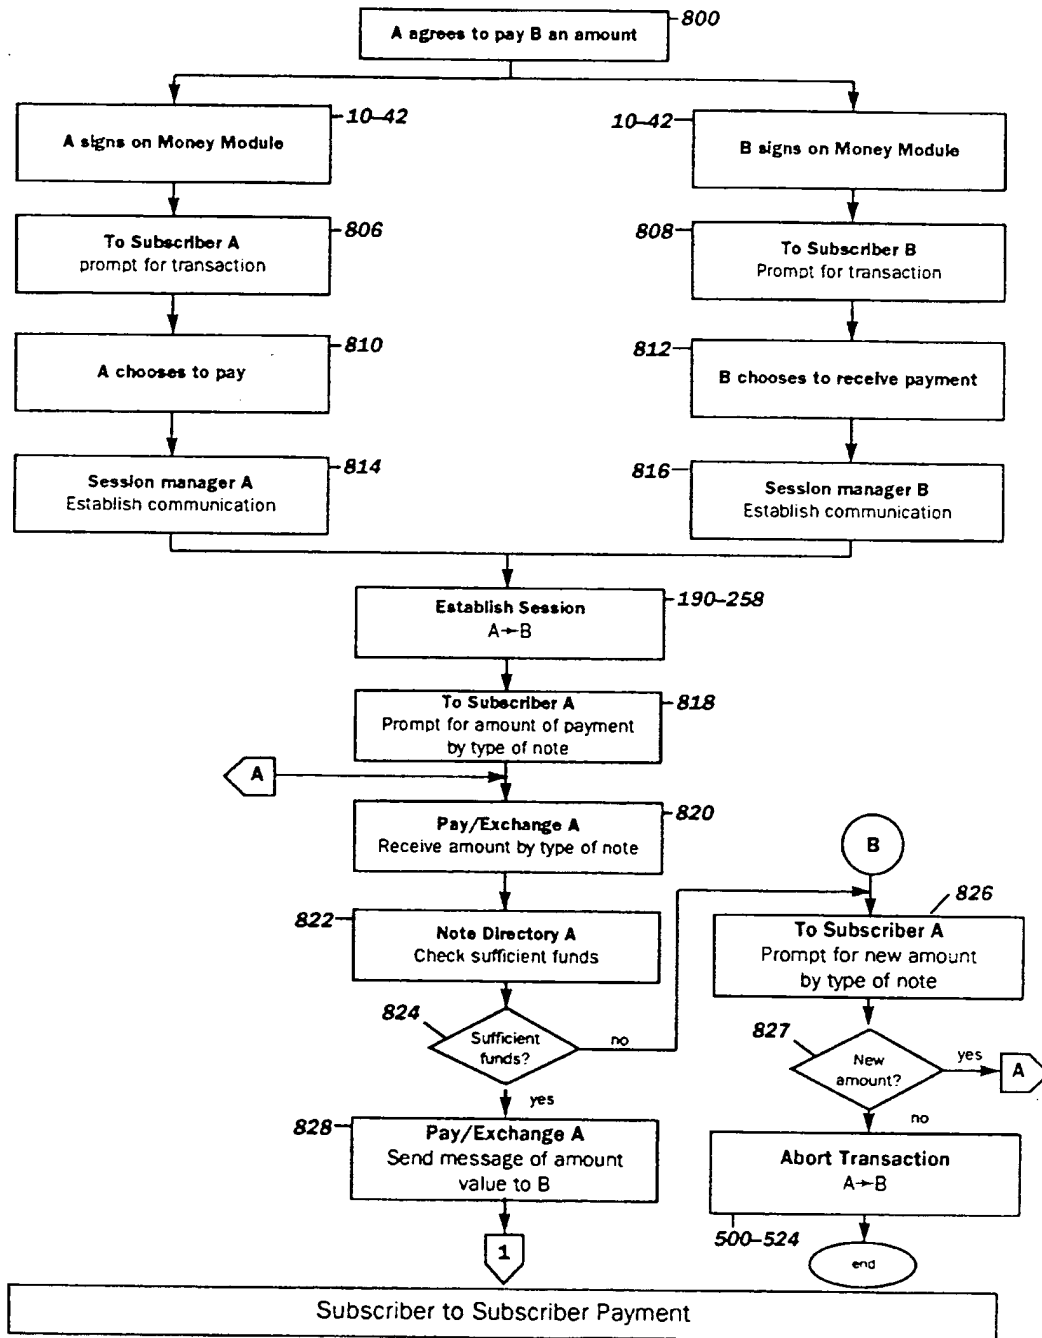 A agrees to pay B an amount
800
A signs on Money Module
10–42
10–42
B signs on Money Module
To Subscriber A
prompt for transaction
806
808
To Subscriber B
Prompt for transaction
A chooses to pay
810
812
B chooses to receive payment
Session manager A
Establish communication
814
816
Session manager B
Establish communication
Establish Session
A→B
190–258
To Subscriber A
Prompt for amount of payment
by type of note
818
A
Pay/Exchange A
Receive amount by type of note
820
B
822
Note Directory A
Check sufficient funds
826
To Subscriber A
Prompt for new amount
by type of note
824
Sufficient
funds?
no
yes
827
New
amount?
yes
A
no
828
Pay/Exchange A
Send message of amount
value to B
Abort Transaction
A→B
500–524
1
end
Subscriber to Subscriber Payment